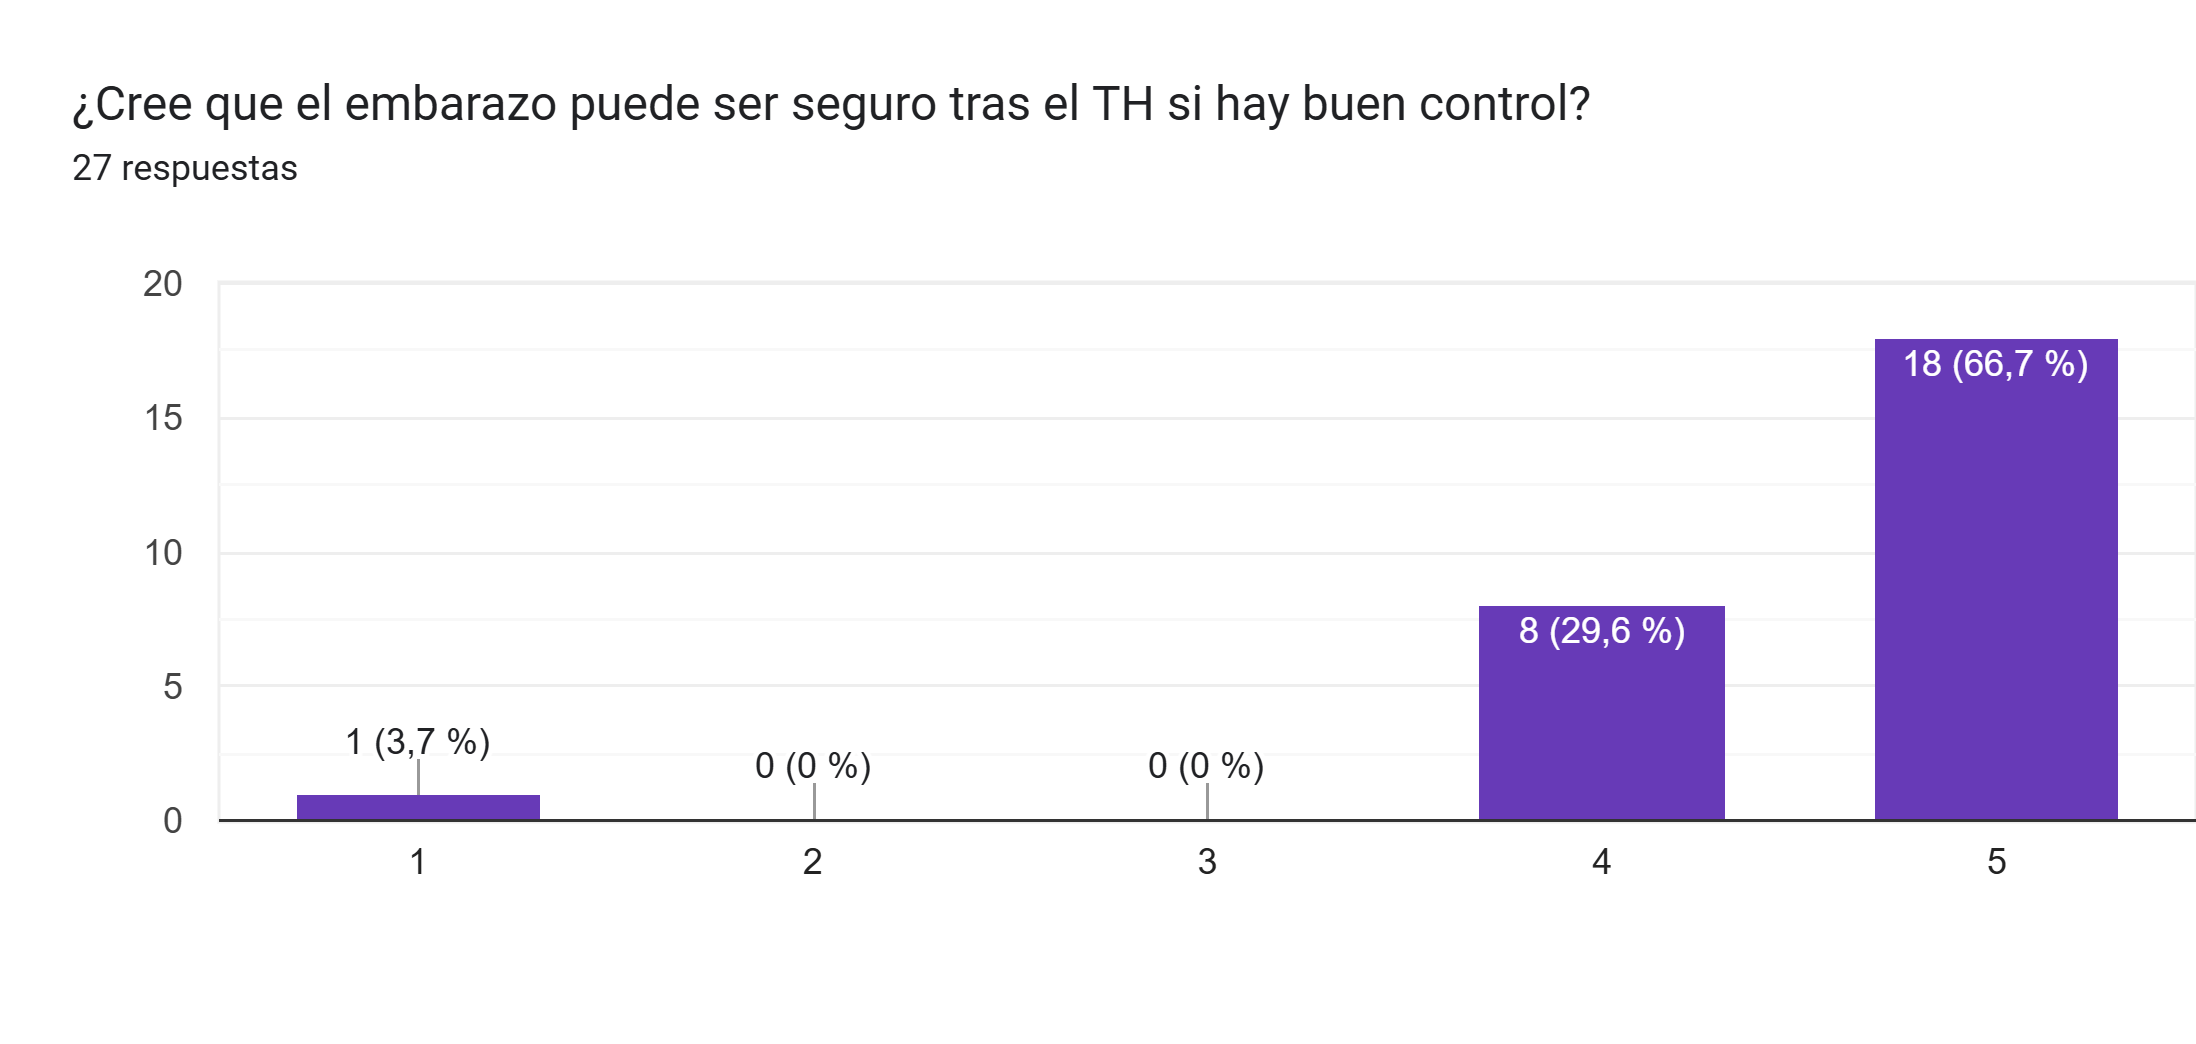 ¿Cree que el embarazo puede ser seguro tras el TH si hay buen control?
27 respuestas
20
15
10
5
0
1 (3,7 %)
0 (0 %)
0 (0 %)
8 (29,6 %)
18 (66,7 %)
1
2
3
4
5